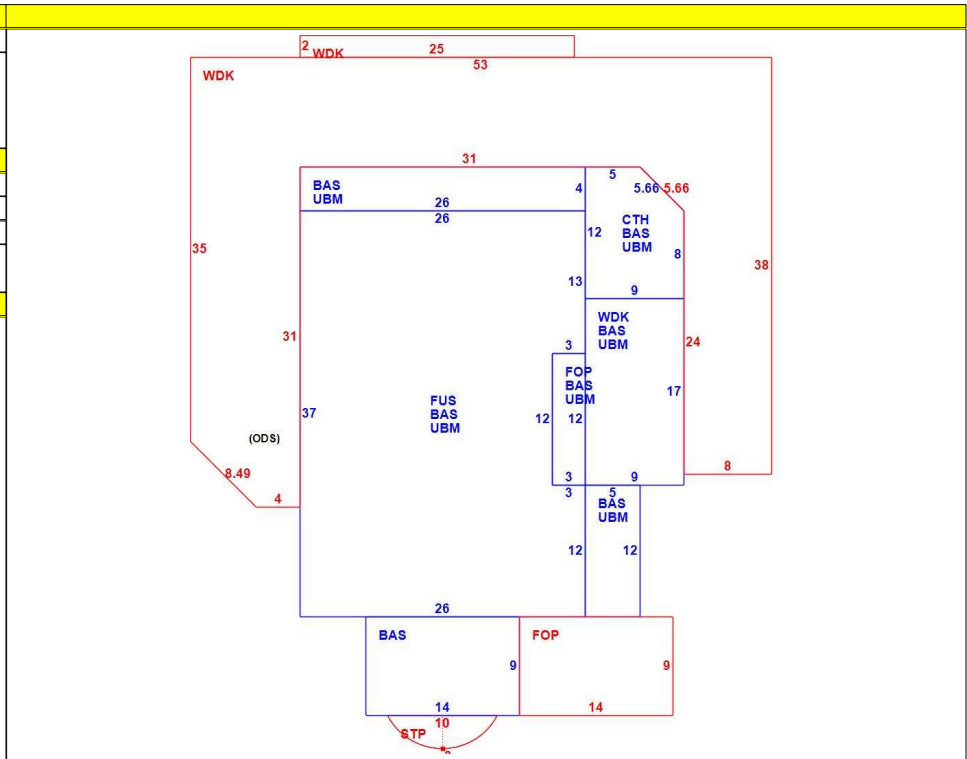 2 WDK 25
53
WDK
31
BAS
UBM
4
5
5.66 5.66
26
26
CTH
BAS
UBM
12
8
35
38
13
9
WDK
BAS
UBM
31
3
24
FOP
BAS
UBM
17
FUS
BAS
UBM
37
12
12
(ODS)
8.49
4
3
9
8
3
5
BAS
UBM
12
12
26
BAS
FOP
9
9
14
14
10
STP